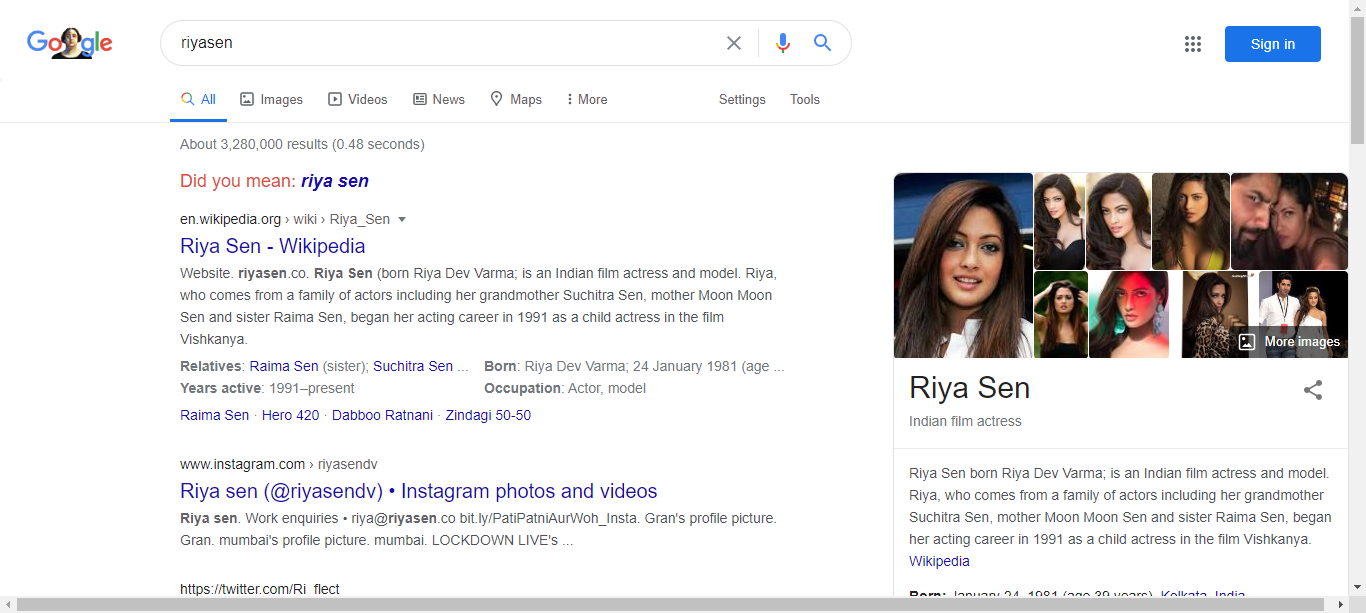 Google
riyasen
Sign in
All Images Videos News Maps More Settings Tools
About 3,280,000 results (0.48 seconds)
Did you mean: riya sen
en.wikipedia.org › wiki › Riya_Sen
Riya Sen - Wikipedia
Website. riyasen.co. Riya Sen (born Riya Dev Varma; is an Indian film actress and model. Riya,
who comes from a family of actors including her grandmother Suchitra Sen, mother Moon Moon
Sen and sister Raima Sen, began her acting career in 1991 as a child actress in the film
Vishkanya.
Relatives: Raima Sen (sister); Suchitra Sen ... Born: Riya Dev Varma; 24 January 1981 (age ...
Years active: 1991–present Occupation: Actor, model
Raima Sen · Hero 420 · Dabboo Ratnani · Zindagi 50-50
www.instagram.com › riyasendv
Riya sen (@riyasendv) • Instagram photos and videos
Riya sen. Work enquiries • riya@riyasen.co bit.ly/PatiPatniAurWoh_Insta. Gran's profile picture.
Gran. mumbai's profile picture. mumbai. LOCKDOWN LIVE's ...
https://twitter.com/Ri_flect
More images
Riya Sen
Indian film actress
Riya Sen born Riya Dev Varma; is an Indian film actress and model.
Riya, who comes from a family of actors including her grandmother
Suchitra Sen, mother Moon Moon Sen and sister Raima Sen, began
her acting career in 1991 as a child actress in the film Vishkanya.
Wikipedia
Born: January 24, 1981 (age 39 years), Kolkata, India